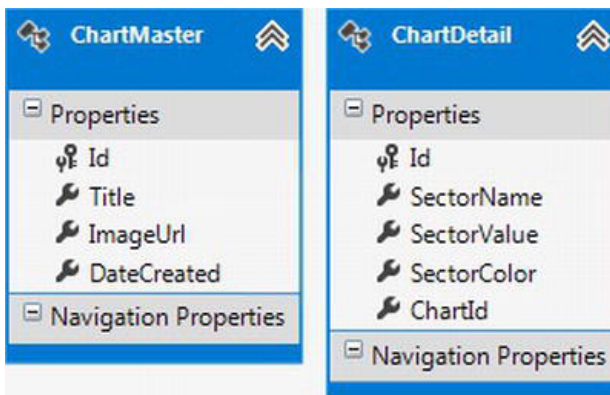 ChartMaster
Properties
Id
Title
ImageUrl
DateCreated
Navigation Properties
ChartDetail
Properties
Id
SectorName
SectorValue
SectorColor
ChartId
Navigation Properties